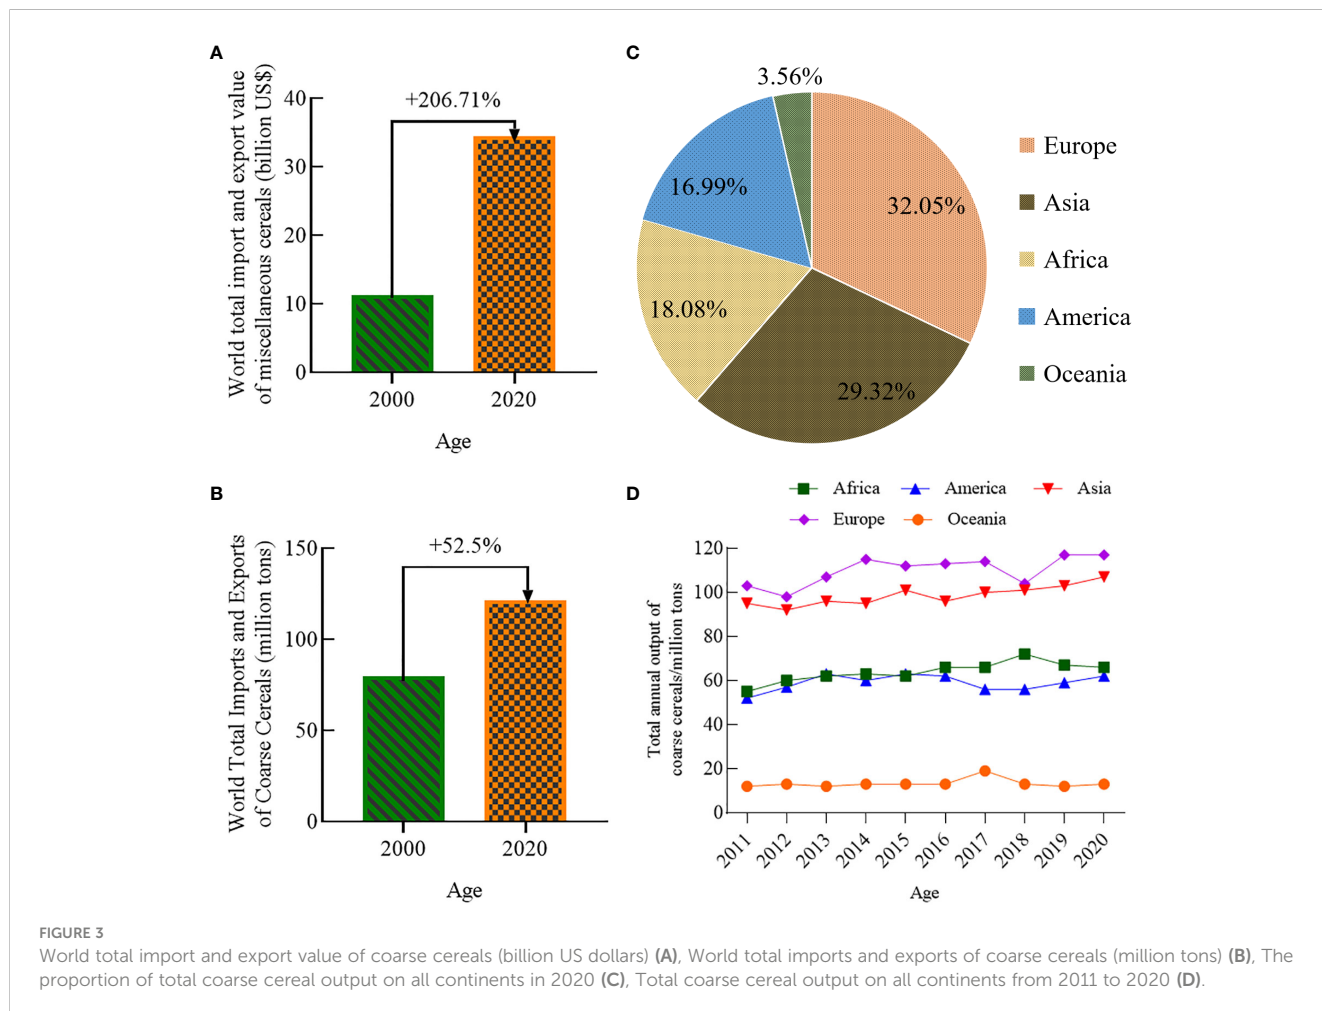 A
World total import and export value
of miscellaneous cereals (billion US$)
40
30
20
10
0
+206.71%
2000
2020
Age
C
3.56%
32.05%
16.99%
18.08%
29.32%
Europe
Asia
Africa
America
Oceania
B
World Total Imports and Exports
of Coarse Cereals (million tons)
150
100
50
0
+52.5%
2000
2020
Age
D
Africa
America
Asia
Europe
Oceania
Total annual output of
coarse cereals/million tons
120
100
80
60
40
20
0
2011
2012
2013
2014
2015
2016
2017
2018
2019
2020
Age
FIGURE 3
World total import and export value of coarse cereals (billion US dollars) (A), World total imports and exports of coarse cereals (million tons) (B), The
proportion of total coarse cereal output on all continents in 2020 (C), Total coarse cereal output on all continents from 2011 to 2020 (D).